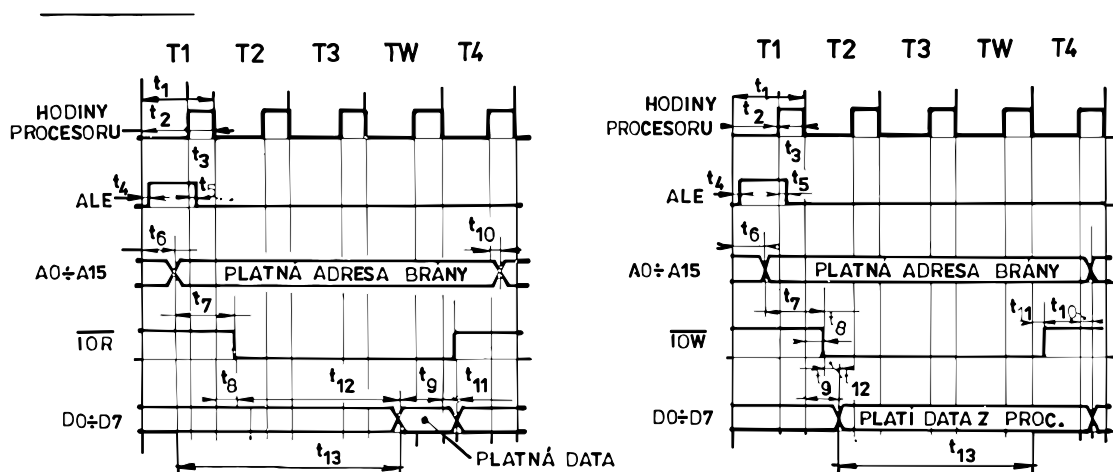 T1 T2 T3 TW T4
t1
HODINY
PROCESORU
t2
t3
t4
t5
ALE
t6
t10
A0÷A15
PLATNÁ ADRESA BRÁNY
t7
IOR
t8
t12
t9
t11
D0÷D7
t13
PLATNÁ DATA
T1 T2 T3 TW T4
t1
HODINY
PROCESORU
t2
t3
t4
t5
ALE
t6
A0÷A15
PLATNÁ ADRESA BRÁNY
t7
t11
t10
t8
IOW
t9
t12
D0÷D7
PLATÍ DATA Z PROC.
t13